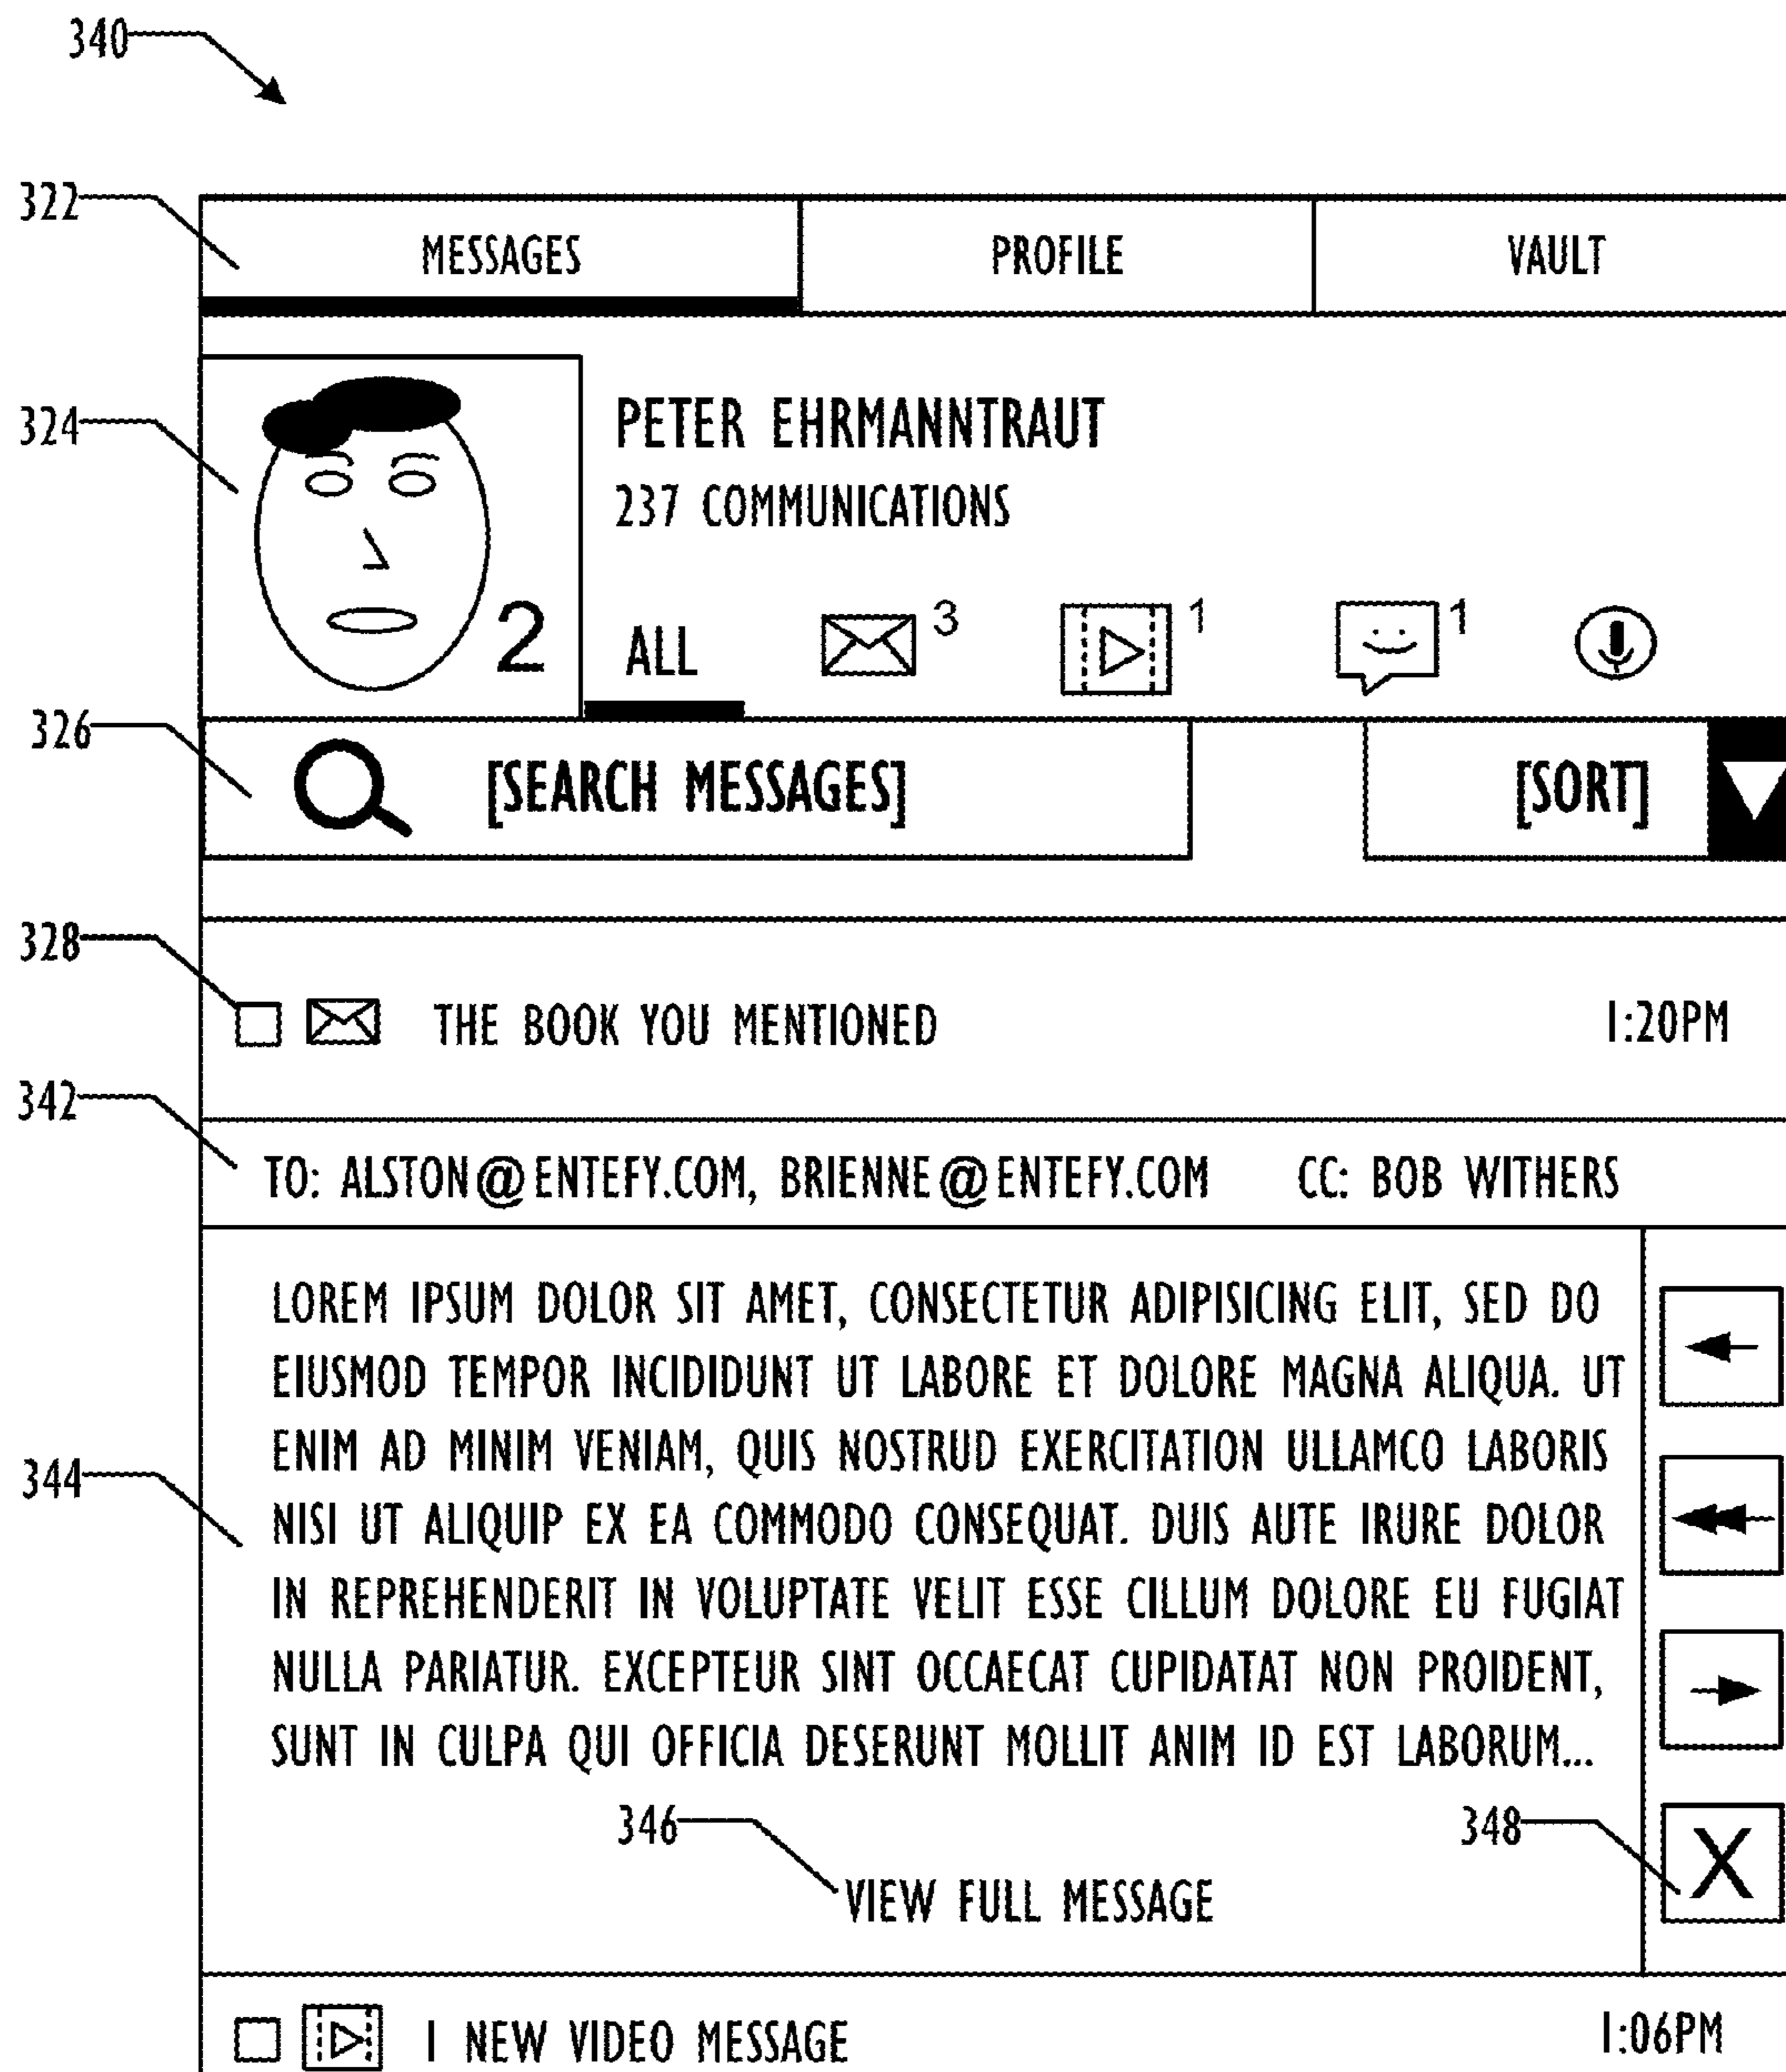 340
322
MESSAGES PROFILE VAULT
324
PETER EHRMANNTRAUT
237 COMMUNICATIONS
2 ALL 3 1 1
326
[SEARCH MESSAGES] [SORT]
328
THE BOOK YOU MENTIONED 1:20PM
342
TO: ALSTON@ENTEFY.COM, BRIENNE@ENTEFY.COM CC: BOB WITHERS
LOREM IPSUM DOLOR SIT AMET, CONSECTETUR ADIPISICING ELIT, SED DO
EIUSMOD TEMPOR INCIDIDUNT UT LABORE ET DOLORE MAGNA ALIQUA. UT
ENIM AD MINIM VENIAM, QUIS NOSTRUD EXERCITATION ULLAMCO LABORIS
344
NISI UT ALIQUIP EX EA COMMODO CONSEQUAT. DUIS AUTE IRURE DOLOR
IN REPREHENDERIT IN VOLUPTATE VELIT ESSE CILLUM DOLORE EU FUGIAT
NULLA PARIATUR. EXCEPTEUR SINT OCCAECAT CUPIDATAT NON PROIDENT,
SUNT IN CULPA QUI OFFICIA DESERUNT MOLLIT ANIM ID EST LABORUM...
346 348
X
VIEW FULL MESSAGE
1 NEW VIDEO MESSAGE 1:06PM